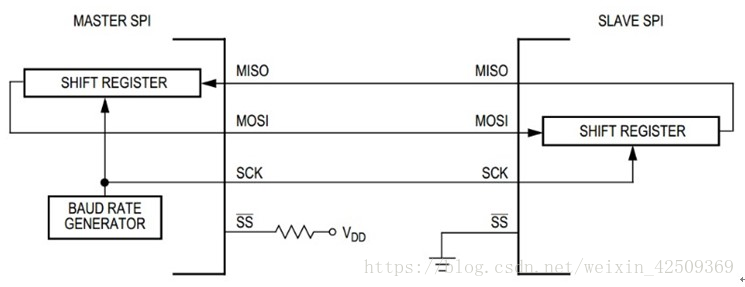 MASTER SPI
SLAVE SPI
SHIFT REGISTER
MISO
MISO
MOSI
MOSI
SHIFT REGISTER
SCK
SCK
BAUD RATE
GENERATOR
SS
VDD
SS
https://blog.csdn.net/weixin_42509369